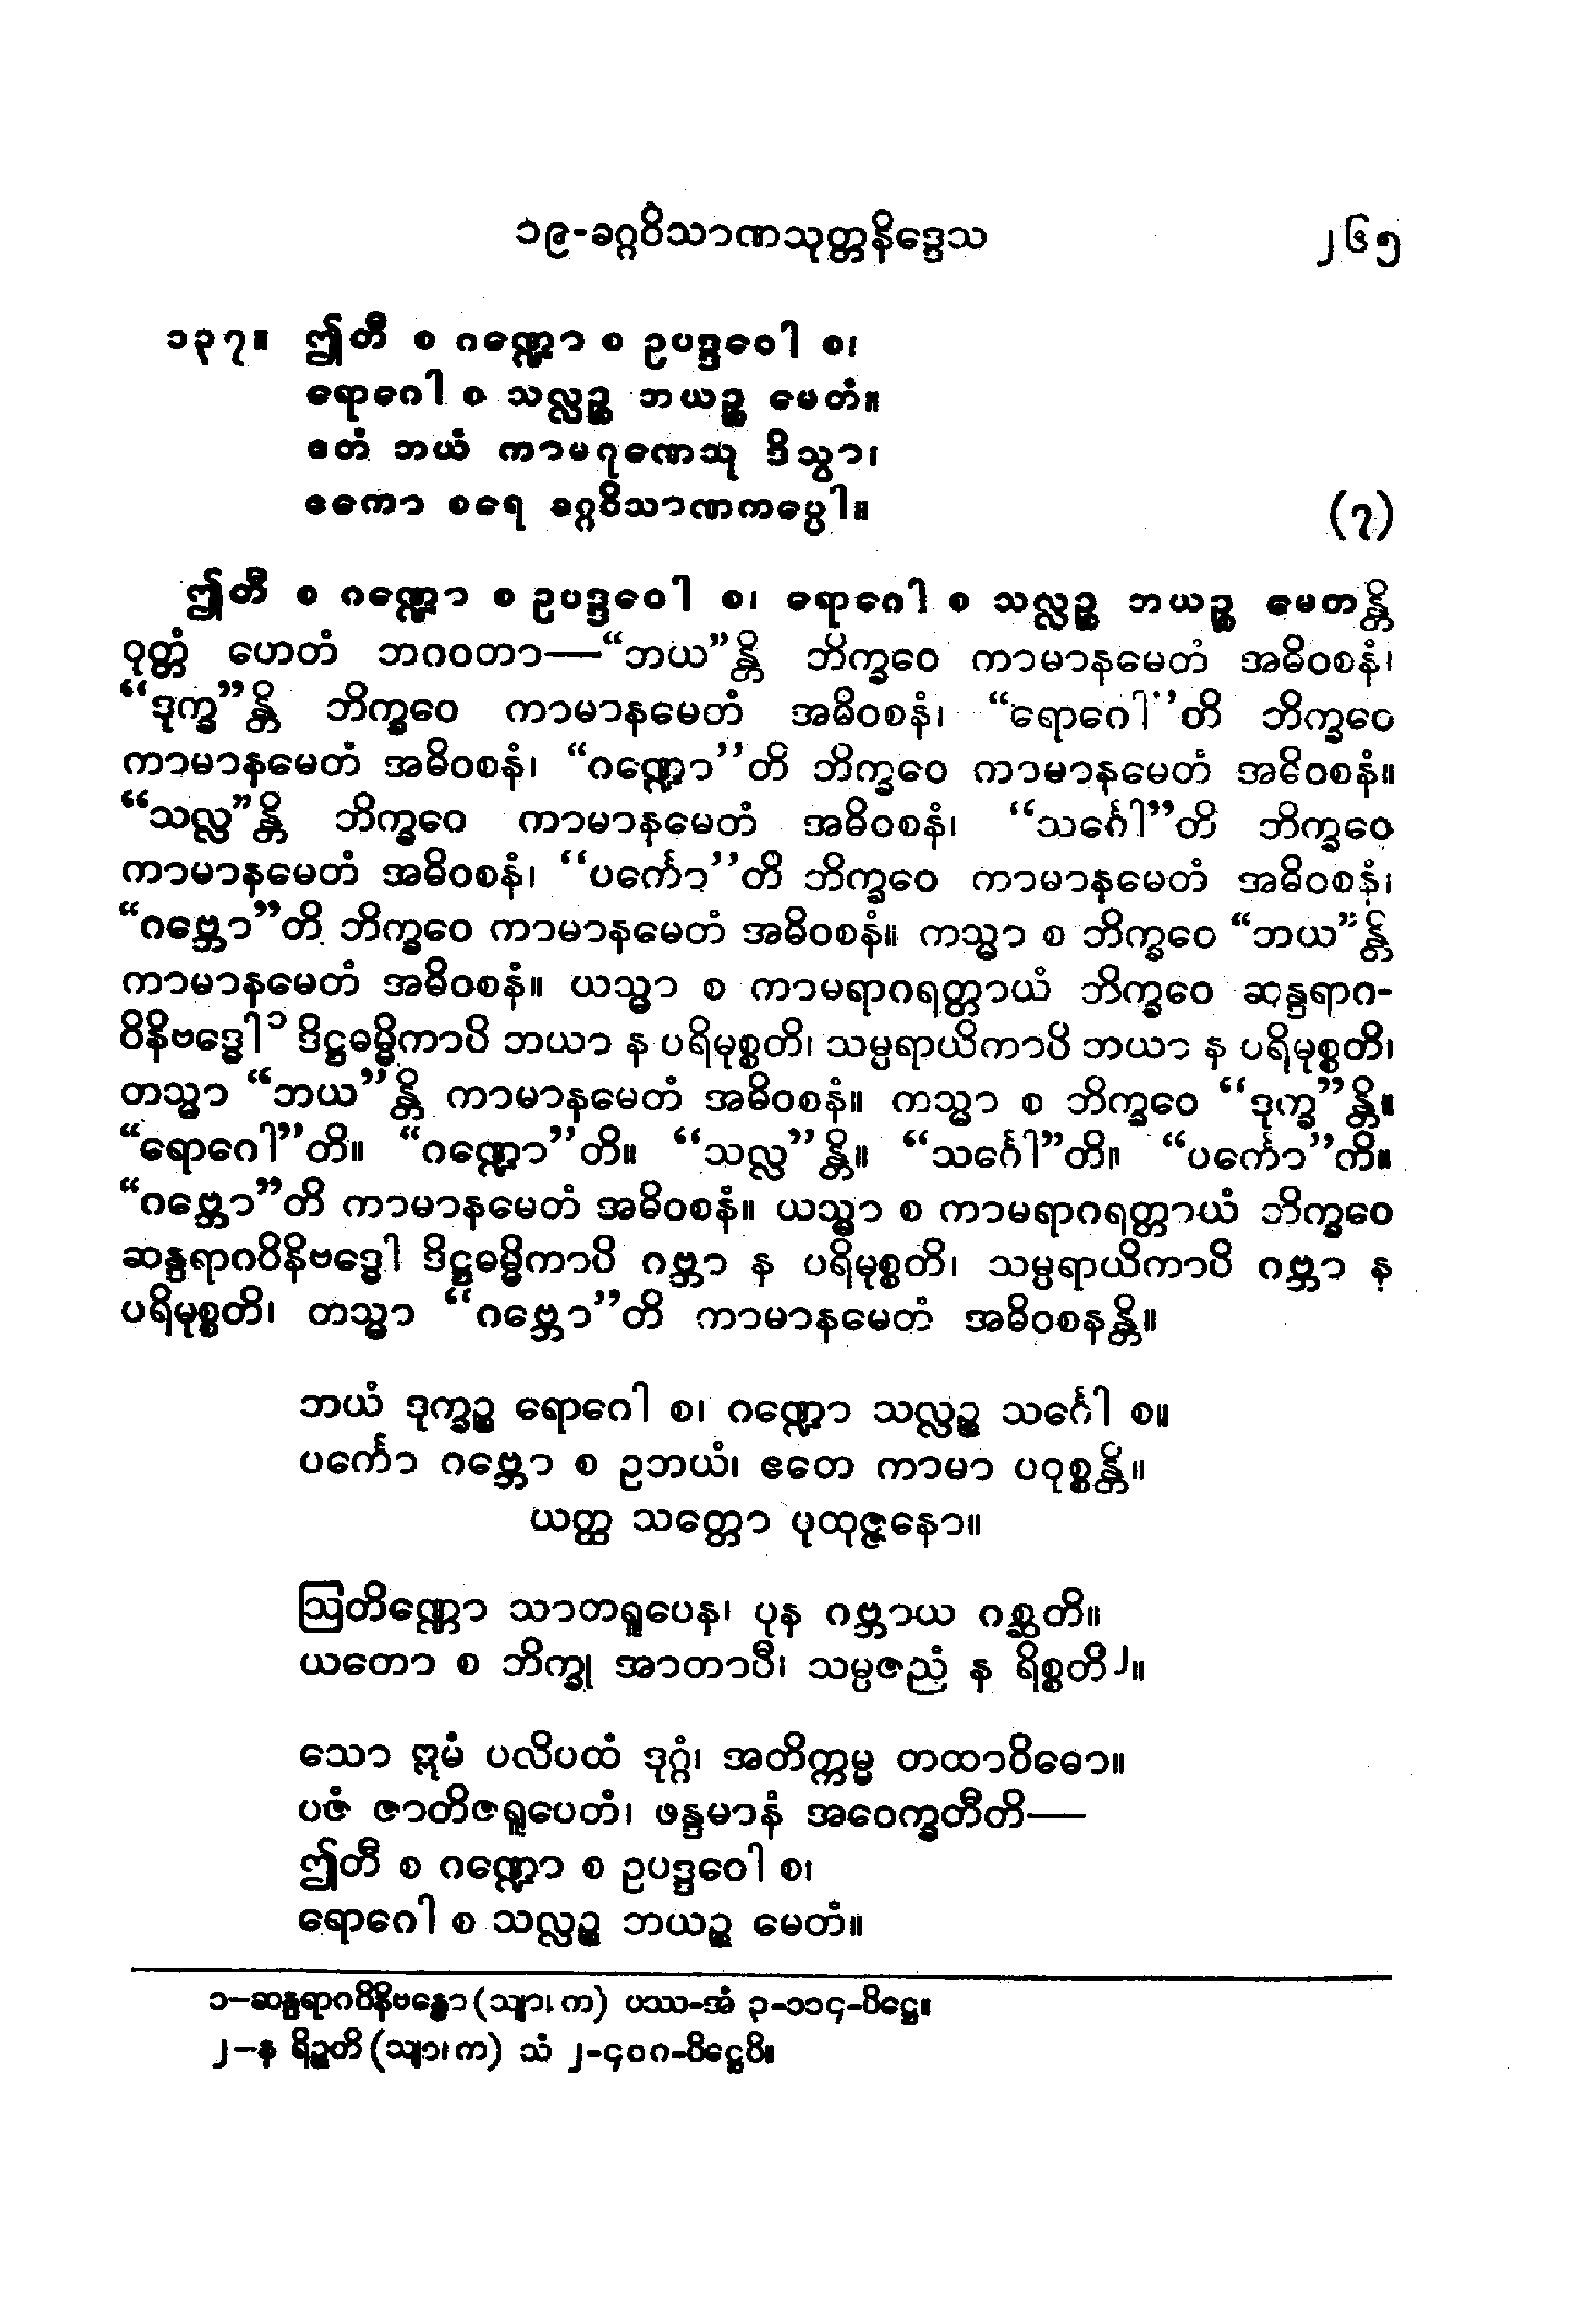 ၁၉-ခဂ္ဂဝိသာဏသုတ္တနိဒ္ဒေသ ၂၆၅
၁၃၇။ ဤတီ စ ဂဏ္ဍော စ ဥပဒ္ဒဝေါ စ၊
ရောဂေါ စ သလ္လဉ္စ ဘယဉ္စ မေတံ။
ဧတံ ဘယံ ကာမဂုဏေသု ဒိသွာ၊
ဧကော စရေ ခဂ္ဂဝိသာဏကပ္ပေါ။ (၇)
ဤတီ စ ဂဏ္ဍော စ ဥပဒ္ဒဝေါ စ၊ ရောဂေါ စ သလ္လဉ္စ ဘယဉ္စ မေတန္တိ
ဝုတ္တံ ဟေတံ ဘဂဝတာ—“ဘယ”န္တိ ဘိက္ခဝေ ကာမာနမေတံ အဓိဝစနံ၊
“ဒုက္ခ”န္တိ ဘိက္ခဝေ ကာမာနမေတံ အဓိဝစနံ၊ “ရောဂေါ”တိ ဘိက္ခဝေ
ကာမာနမေတံ အဓိဝစနံ၊ “ဂဏ္ဍော”တိ ဘိက္ခဝေ ကာမာနမေတံ အဓိဝစနံ။
“သလ္လ”န္တိ ဘိက္ခဝေ ကာမာနမေတံ အဓိဝစနံ၊ “သင်္ဂေါ”တိ ဘိက္ခဝေ
ကာမာနမေတံ အဓိဝစနံ၊ “ပင်္ကော”တိ ဘိက္ခဝေ ကာမာနမေတံ အဓိဝစနံ၊
“ဂဗ္ဘော”တိ ဘိက္ခဝေ ကာမာနမေတံ အဓိဝစနံ။ ကသ္မာ စ ဘိက္ခဝေ “ဘယ”န္တိ
ကာမာနမေတံ အဓိဝစနံ။ ယသ္မာ စ ကာမရာဂရတ္တာယံ ဘိက္ခဝေ ဆန္ဒရာဂ-
ဝိနိဗဒ္ဓေါ၁ ဒိဋ္ဌဓမ္မိကာပိ ဘယာ န ပရိမုစ္စတိ၊ သမ္ပရာယိကာပိ ဘယာ န ပရိမုစ္စတိ၊
တသ္မာ “ဘယ”န္တိ ကာမာနမေတံ အဓိဝစနံ။ ကသ္မာ စ ဘိက္ခဝေ “ဒုက္ခ”န္တိ။
“ရောဂေါ”တိ။ “ဂဏ္ဍော”တိ။ “သလ္လ”န္တိ။ “သင်္ဂေါ”တိ။ “ပင်္ကော”တိ။
“ဂဗ္ဘော”တိ ကာမာနမေတံ အဓိဝစနံ။ ယသ္မာ စ ကာမရာဂရတ္တာယံ ဘိက္ခဝေ
ဆန္ဒရာဂဝိနိဗဒ္ဓေါ ဒိဋ္ဌဓမ္မိကာပိ ဂဗ္ဘာ န ပရိမုစ္စတိ၊ သမ္ပရာယိကာပိ ဂဗ္ဘာ န
ပရိမုစ္စတိ၊ တသ္မာ “ဂဗ္ဘော”တိ ကာမာနမေတံ အဓိဝစနန္တိ။
ဘယံ ဒုက္ခဉ္စ ရောဂေါ စ၊ ဂဏ္ဍော သလ္လဉ္စ သင်္ဂေါ စ။
ပင်္ကော ဂဗ္ဘော စ ဥဘယံ၊ ဧတေ ကာမာ ပဝုစ္စန္တိ။
ယတ္ထ သတ္တော ပုထုဇ္ဇနော။
ဩတိဏ္ဏော သာတရူပေန၊ ပုန ဂဗ္ဘာယ ဂစ္ဆတိ။
ယတော စ ဘိက္ခု အာတာပီ၊ သမ္ပဇညံ န ရိစ္စတိ၂။
သော ဣမံ ပလိပထံ ဒုဂ္ဂံ၊ အတိက္ကမ္မ တထာဝိဓော။
ပဇံ ဇာတိဇရူပေတံ၊ ဖန္ဒမာနံ အဝေက္ခတီတိ—
ဤတီ စ ဂဏ္ဍော စ ဥပဒ္ဒဝေါ စ၊
ရောဂေါ စ သလ္လဉ္စ ဘယဉ္စ မေတံ။
၁–ဆန္ဒရာဂဝိနိဗန္ဓော (သျာ၊ က) ပဿ-အံ ၃-၁၁၄-ပိဋ္ဌေ။
၂–န ရိဉ္စတိ (သျာ၊ က) သံ ၂-၄၀၈-ပိဋ္ဌေပိ။